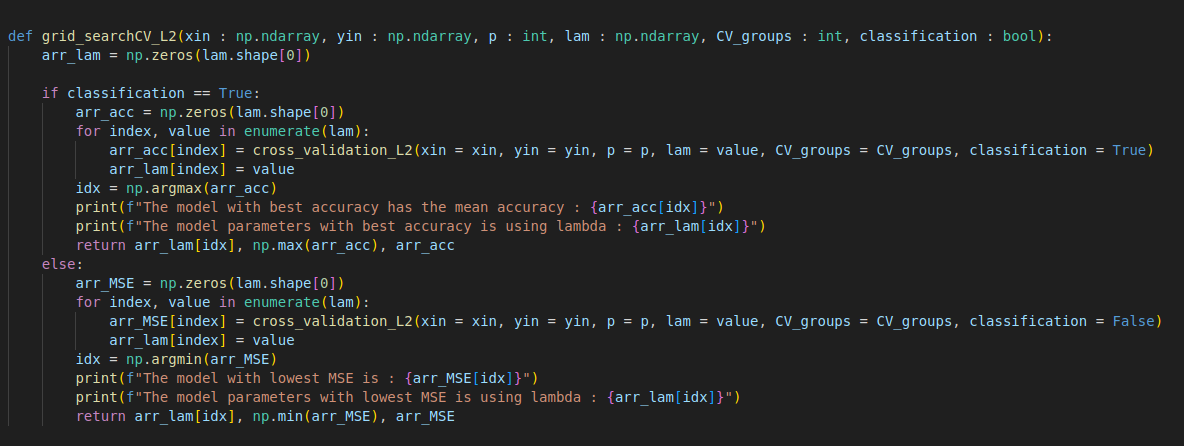 def grid_searchCV_L2(xin : np.ndarray, yin : np.ndarray, p : int, lam : np.ndarray, CV_groups : int, classification : bool):
    arr_lam = np.zeros(lam.shape[0])

    if classification == True:
        arr_acc = np.zeros(lam.shape[0])
        for index, value in enumerate(lam):
            arr_acc[index] = cross_validation_L2(xin = xin, yin = yin, p = p, lam = value, CV_groups = CV_groups, classification = True)
            arr_lam[index] = value
        idx = np.argmax(arr_acc)
        print(f"The model with best accuracy has the mean accuracy : {arr_acc[idx]}")
        print(f"The model parameters with best accuracy is using lambda : {arr_lam[idx]}")
        return arr_lam[idx], np.max(arr_acc), arr_acc
    else:
        arr_MSE = np.zeros(lam.shape[0])
        for index, value in enumerate(lam):
            arr_MSE[index] = cross_validation_L2(xin = xin, yin = yin, p = p, lam = value, CV_groups = CV_groups, classification = False)
            arr_lam[index] = value
        idx = np.argmin(arr_MSE)
        print(f"The model with lowest MSE is : {arr_MSE[idx]}")
        print(f"The model parameters with lowest MSE is using lambda : {arr_lam[idx]}")
        return arr_lam[idx], np.min(arr_MSE), arr_MSE